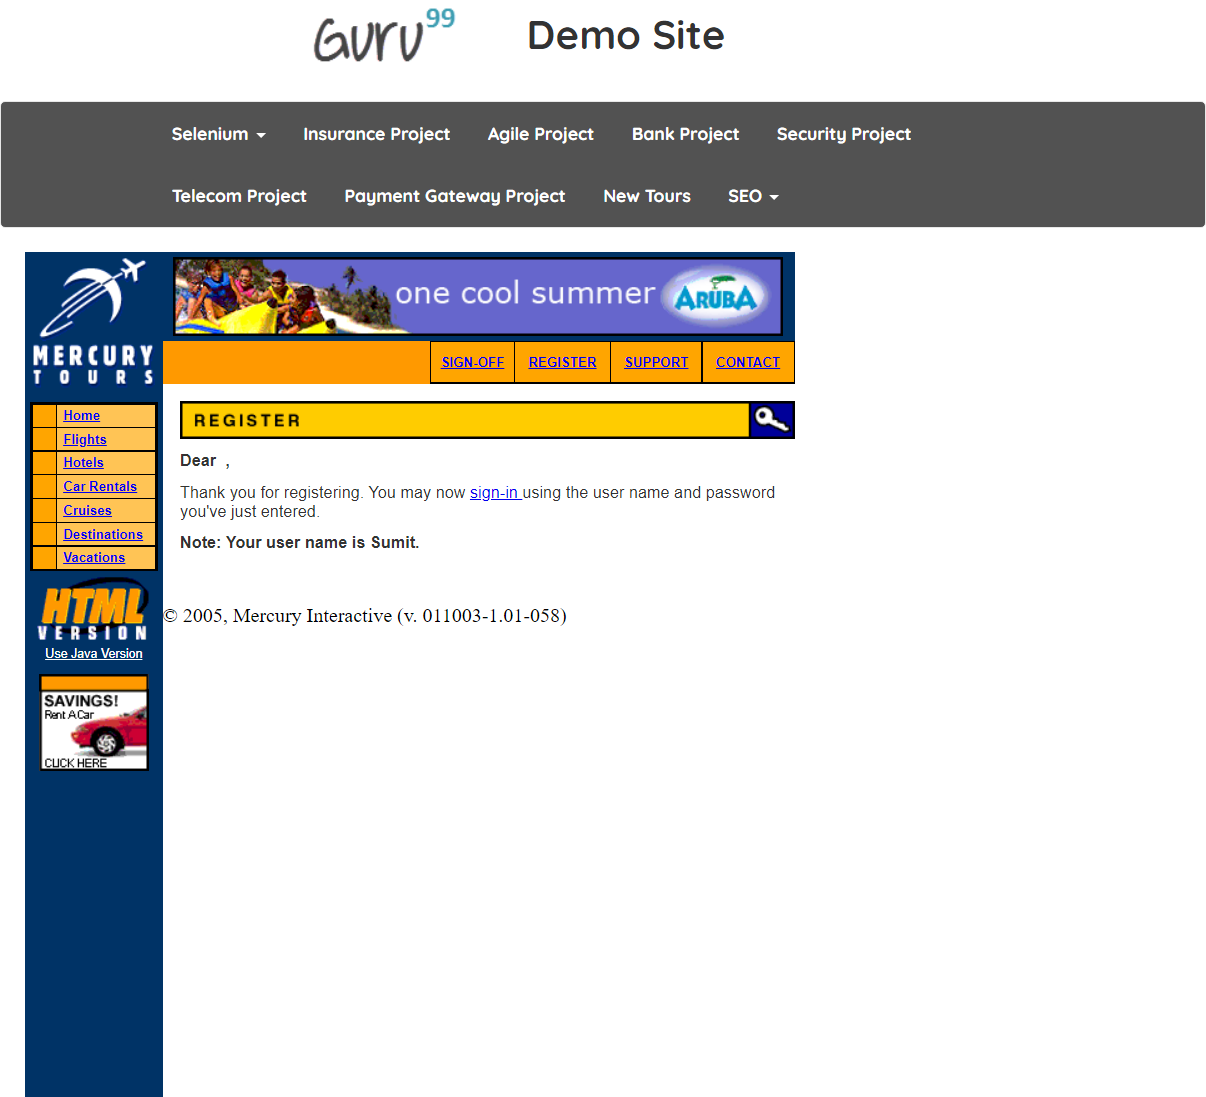 Guru99 Demo Site
Selenium Insurance Project Agile Project Bank Project Security Project
Telecom Project Payment Gateway Project New Tours SEO
one cool summer ARUBA
MERCURY
TOURS
SIGN-OFF REGISTER SUPPORT CONTACT
Home
Flights
Hotels
Car Rentals
Cruises
Destinations
Vacations
HTML
VERSION
Use Java Version
SAVINGS!
Rent A Car
CLICK HERE
REGISTER
Dear ,
Thank you for registering. You may now sign-in using the user name and password
you've just entered.
Note: Your user name is Sumit.
© 2005, Mercury Interactive (v. 011003-1.01-058)